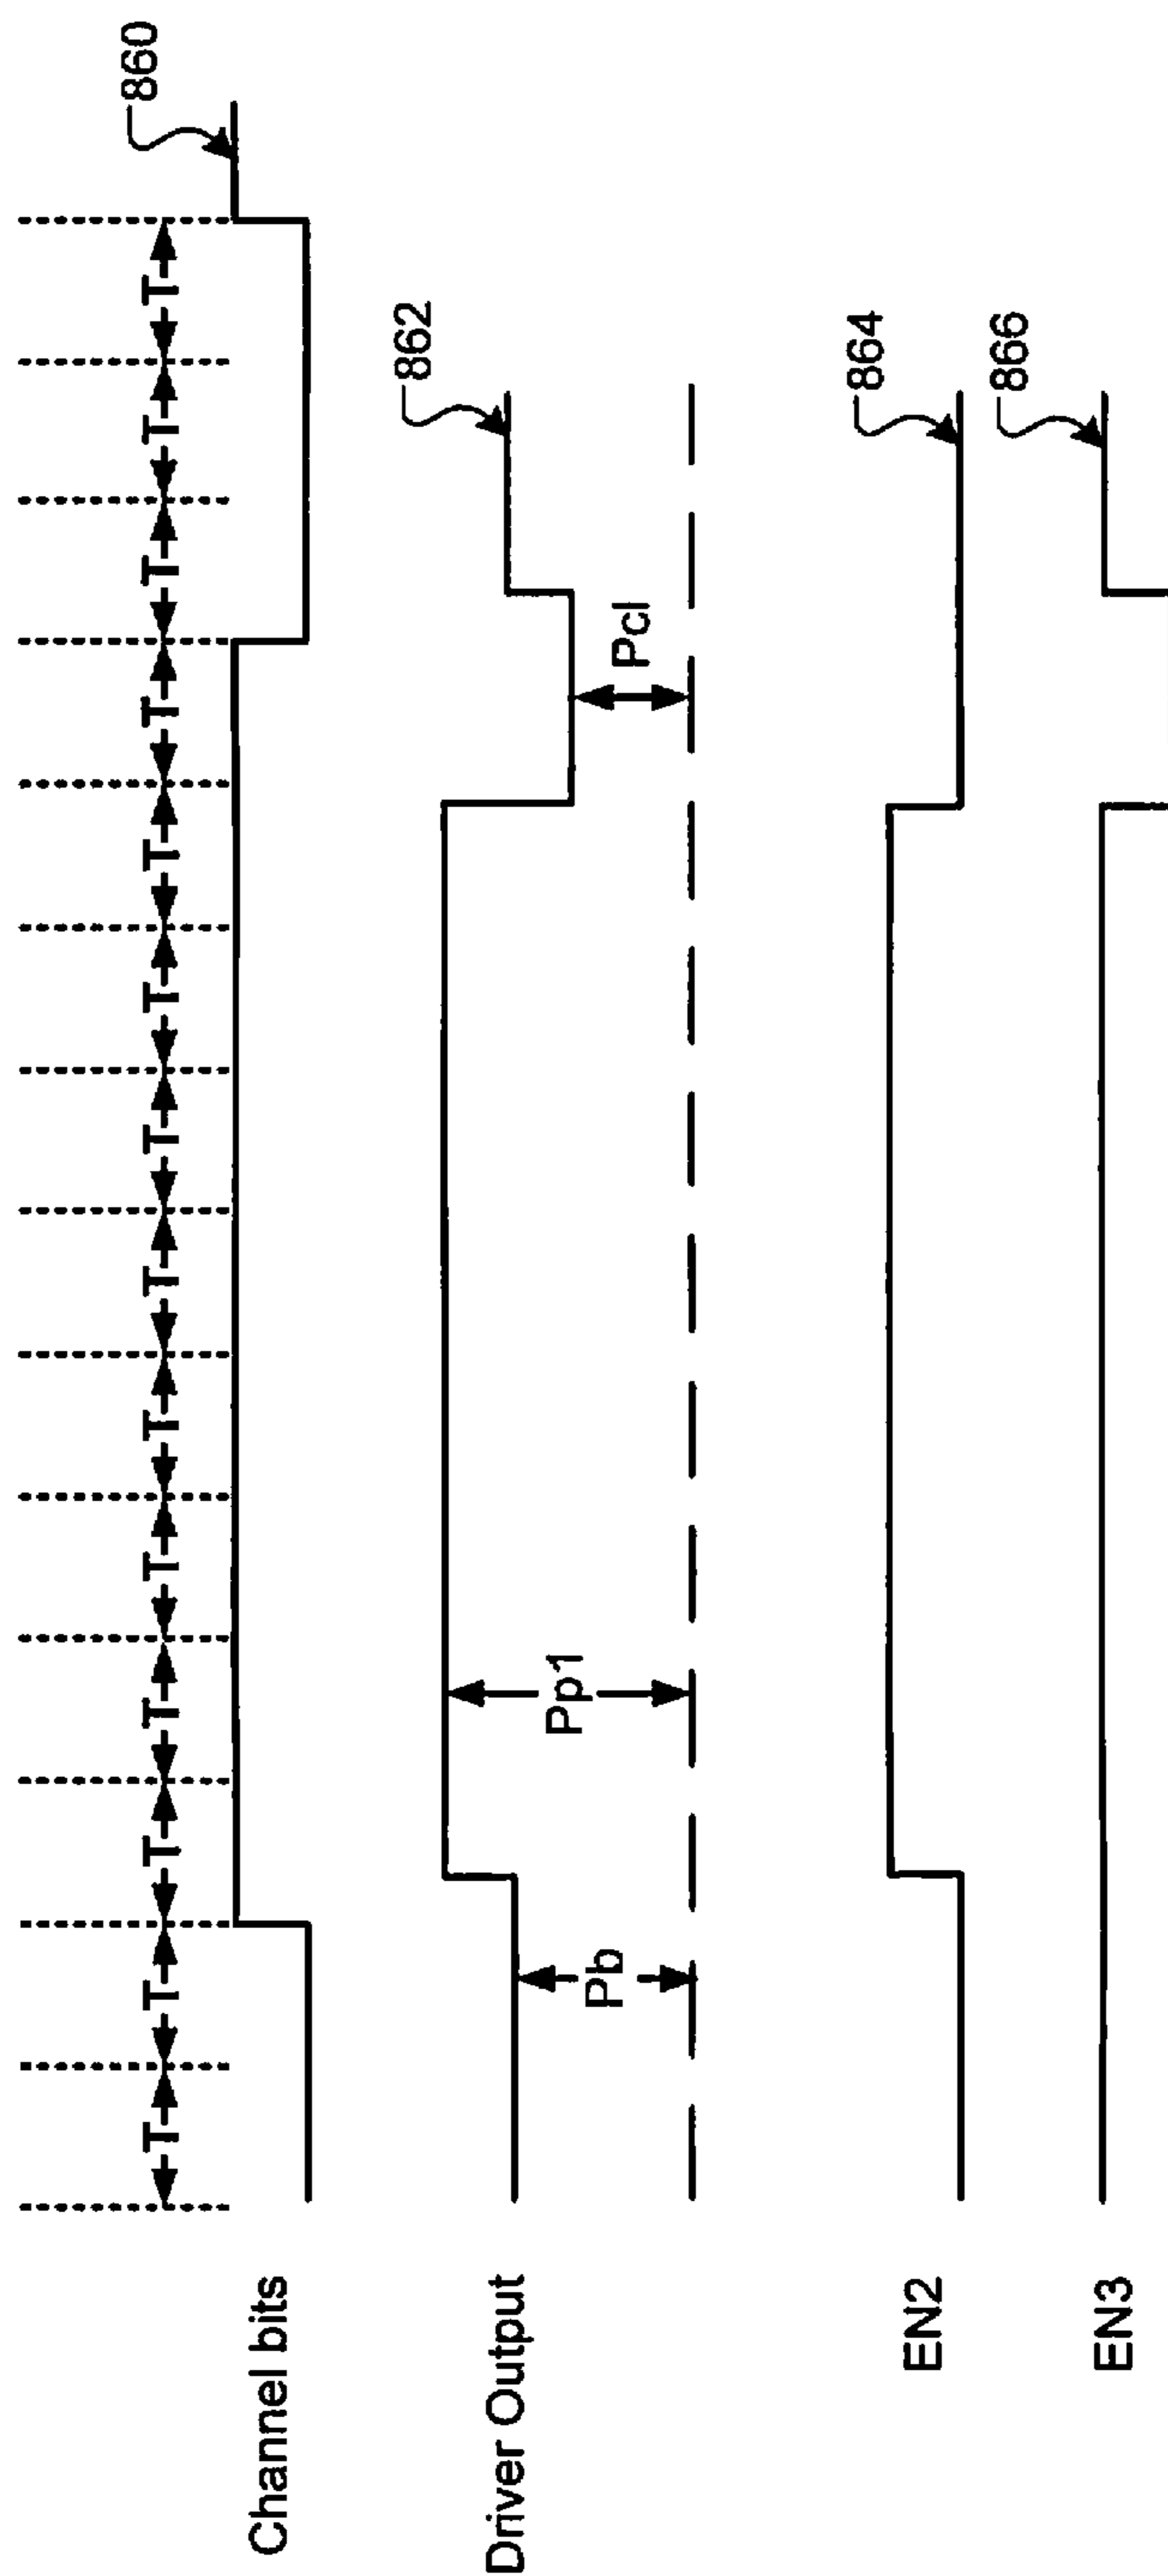 T T T T T T T T T T T T T T
860
Channel bits
862
Driver Output
Pb
Pp1
Pcl
864
EN2
866
EN3